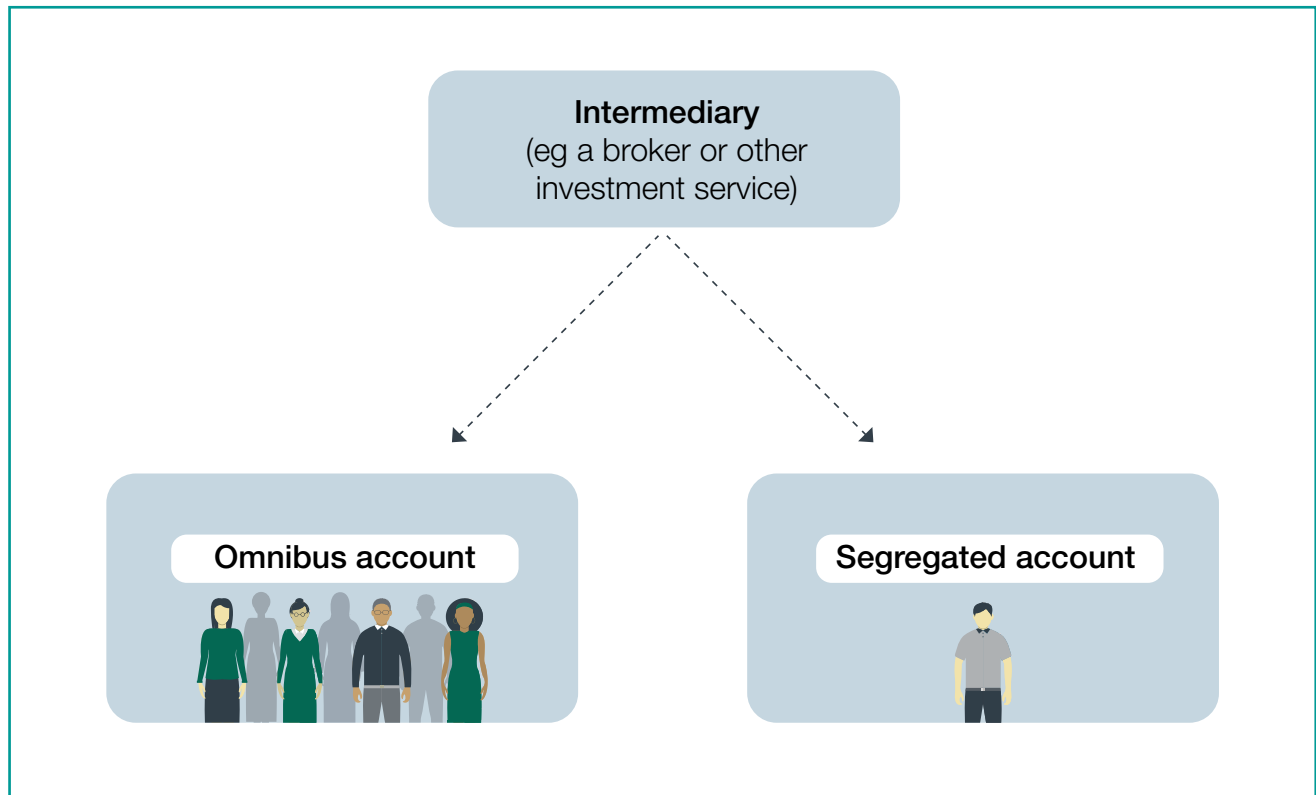 Intermediary
(eg a broker or other
investment service)
Omnibus account
Segregated account